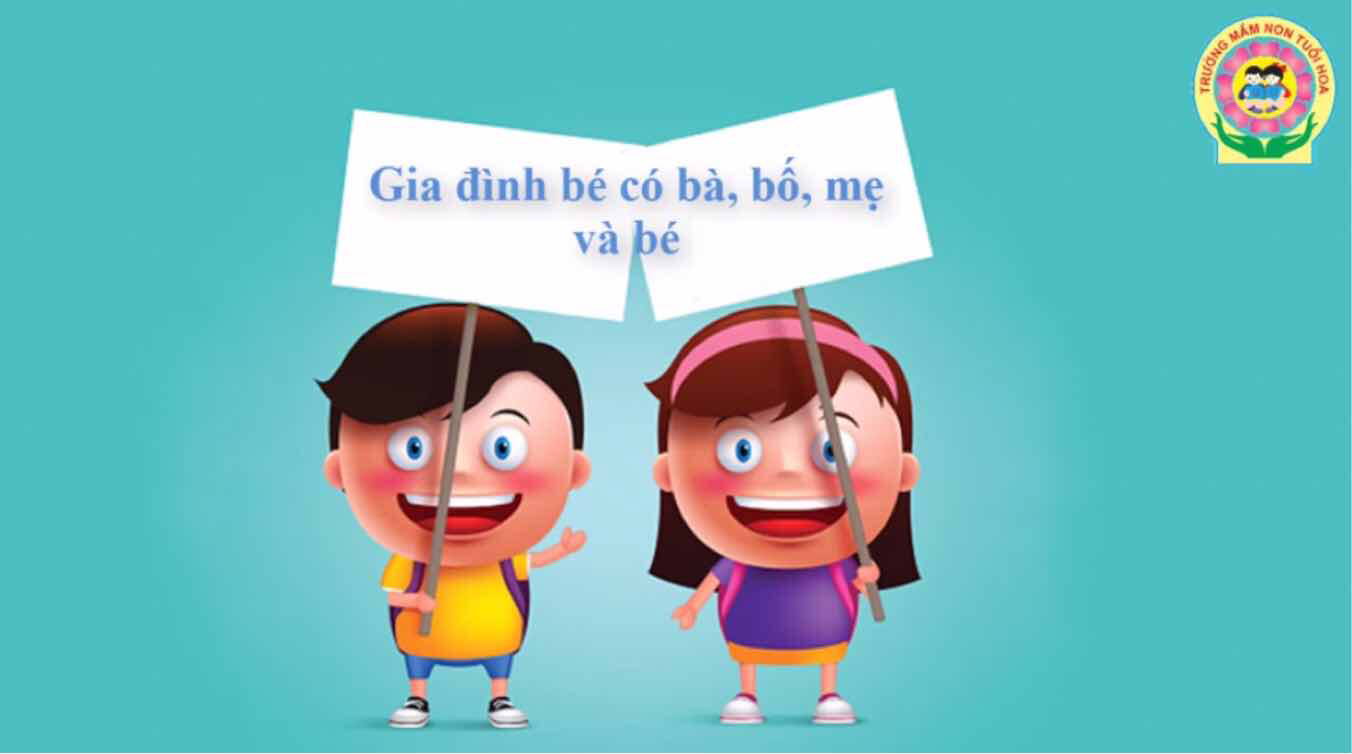 TRƯỜNG MẦM NON TUỔI HOA
Gia đình bé có bà, bố, mẹ
và bé